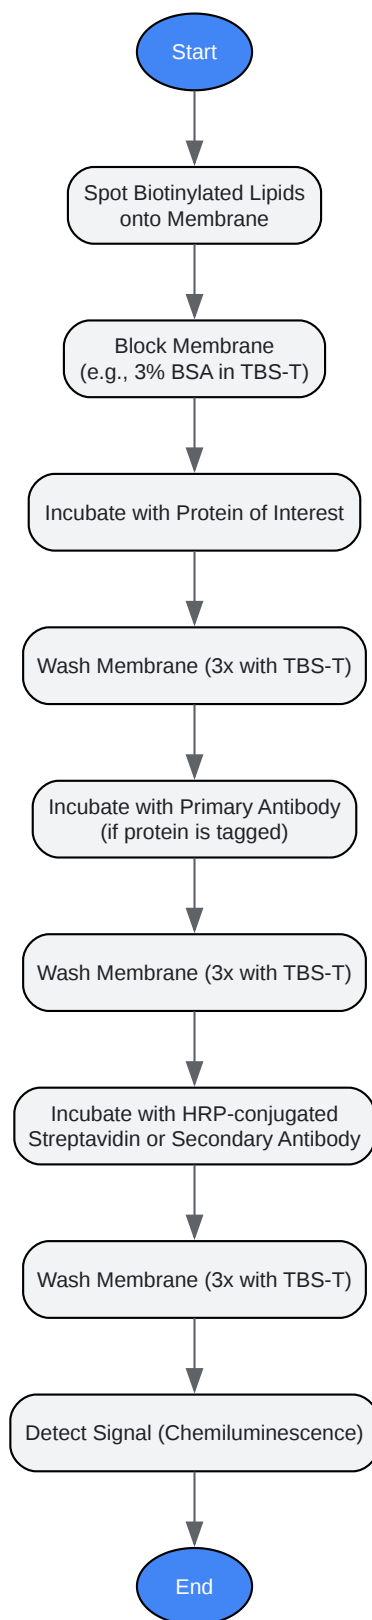 Start
Spot Biotinylated Lipids
onto Membrane
Block Membrane
(e.g., 3% BSA in TBS-T)
Incubate with Protein of Interest
Wash Membrane (3x with TBS-T)
Incubate with Primary Antibody
(if protein is tagged)
Wash Membrane (3x with TBS-T)
Incubate with HRP-conjugated
Streptavidin or Secondary Antibody
Wash Membrane (3x with TBS-T)
Detect Signal (Chemiluminescence)
End